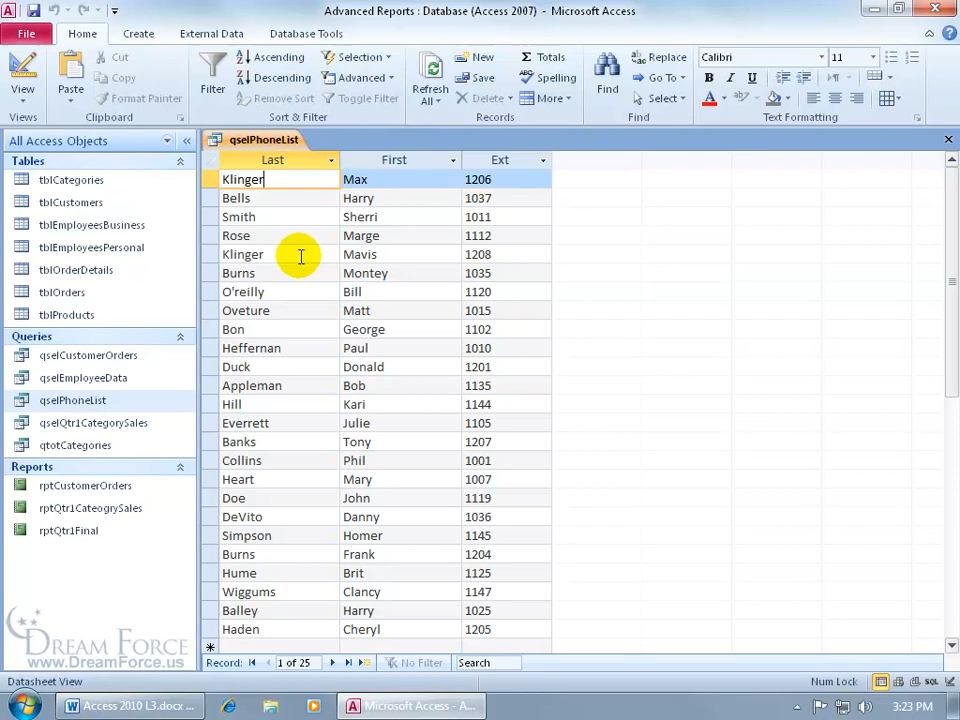 Advanced Reports : Database (Access 2007) - Microsoft Access
File Home Create External Data Database Tools
View
Views
Paste
Cut
Copy
Format Painter
Clipboard
Filter
Ascending
Descending
Remove Sort
Selection
Advanced
Toggle Filter
Sort & Filter
Refresh
All
New
Save
Delete
Totals
Spelling
More
Records
Find
Replace
Go To
Select
Find
Calibri 11
B I U
A ab
Text Formatting
All Access Objects
Tables
tblCategories
tblCustomers
tblEmployeesBusiness
tblEmployeesPersonal
tblOrderDetails
tblOrders
tblProducts
Queries
qselCustomerOrders
qselEmployeeData
qselPhoneList
qselQtr1CategorySales
qtotCategories
Reports
rptCustomerOrders
rptQtr1CateogrySales
rptQtr1Final
DREAM FORCE
www.DreamForce.us
qselPhoneList
Last First Ext
Klinger Max 1206
Bells Harry 1037
Smith Sherri 1011
Rose Marge 1112
Klinger Mavis 1208
Burns Montey 1035
O'reilly Bill 1120
Oveture Matt 1015
Bon George 1102
Heffernan Paul 1010
Duck Donald 1201
Appleman Bob 1135
Hill Kari 1144
Everrett Julie 1105
Banks Tony 1207
Collins Phil 1001
Heart Mary 1007
Doe John 1119
DeVito Danny 1036
Simpson Homer 1145
Burns Frank 1204
Hume Brit 1125
Wiggums Clancy 1147
Balley Harry 1025
Haden Cheryl 1205
Record: 1 of 25 No Filter Search
Datasheet View Num Lock SQL
Access 2010 L3.docx ... Microsoft Access - A... 3:23 PM